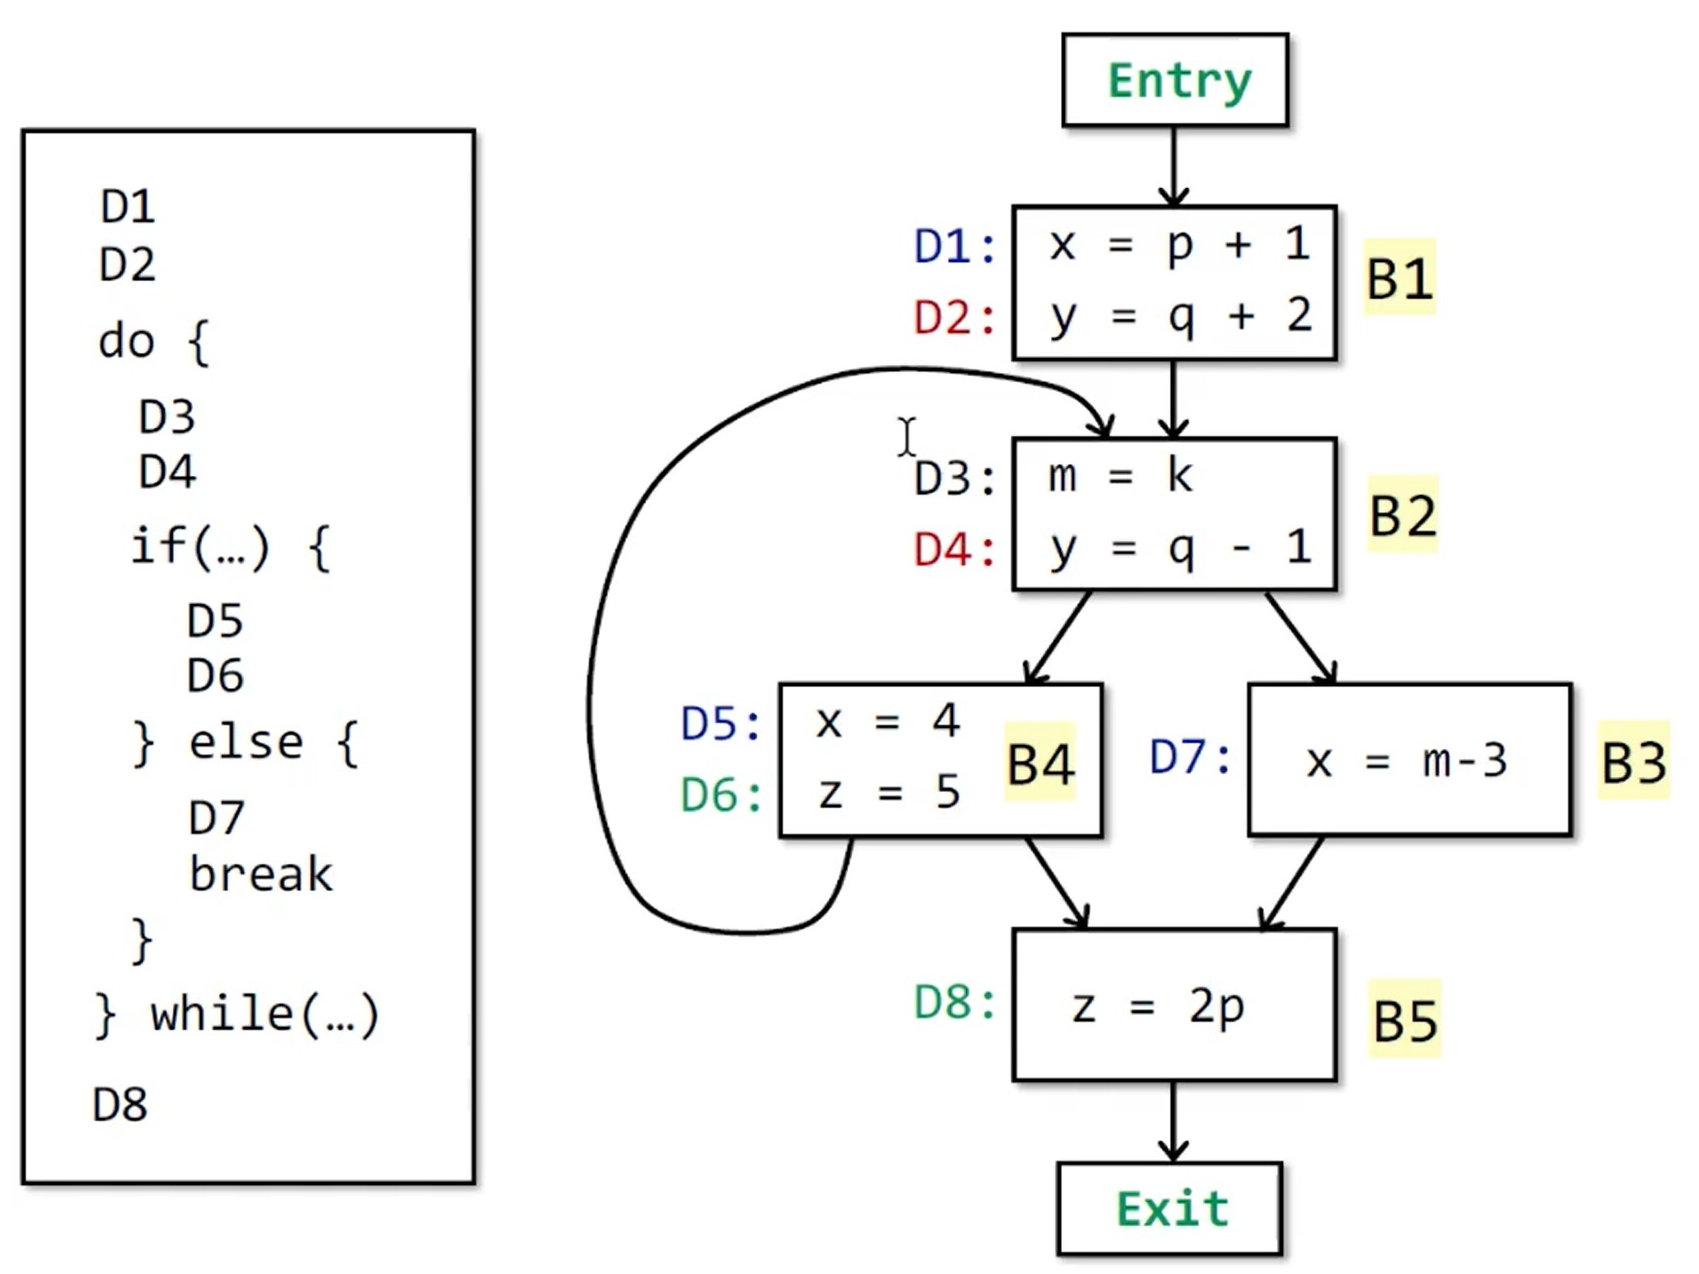 D1
D2
do {
D3
D4
if(…) {
D5
D6
} else {
D7
break
}
} while(…)
D8
Entry
D1: x = p + 1
D2: y = q + 2
B1
D3: m = k
D4: y = q - 1
B2
D5: x = 4
D6: z = 5
B4
D7: x = m-3
B3
D8: z = 2p
B5
Exit